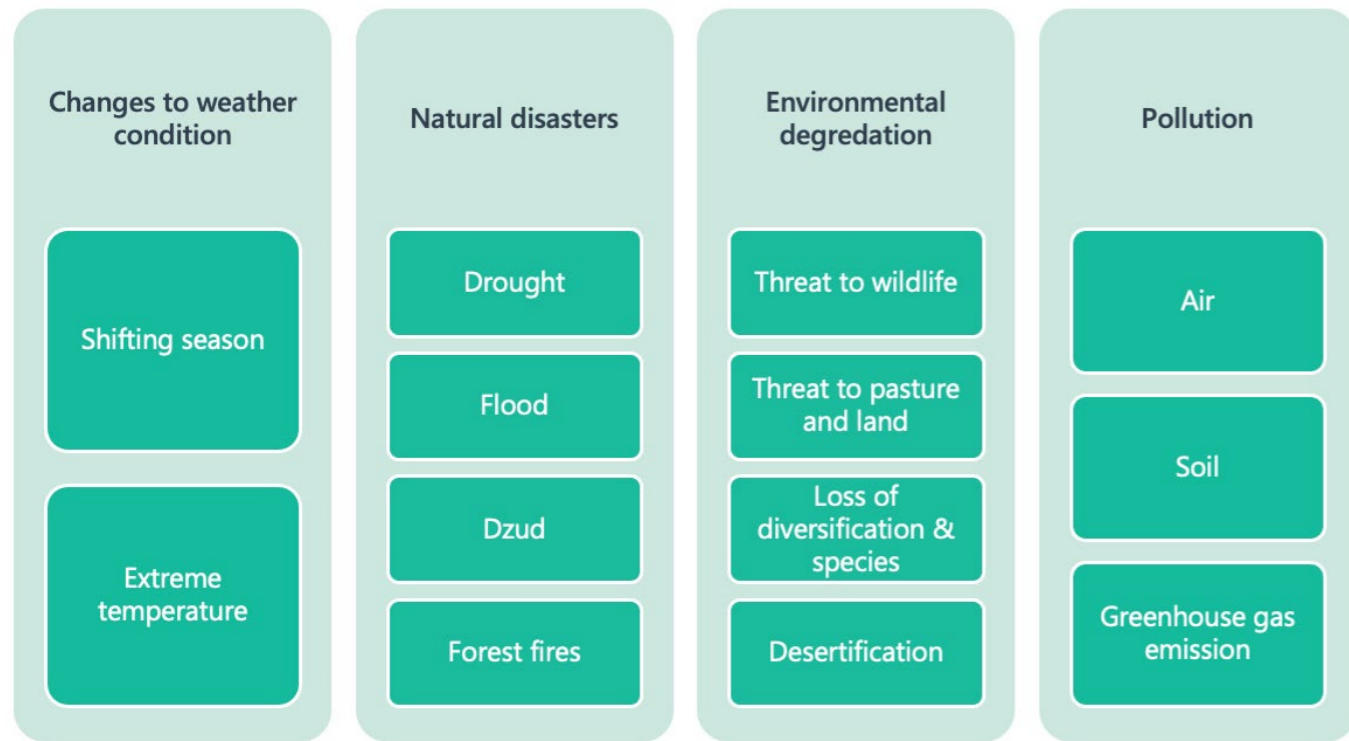 Changes to weather
condition
Shifting season
Extreme
temperature
Natural disasters
Drought
Flood
Dzud
Forest fires
Environmental
degredation
Threat to wildlife
Threat to pasture
and land
Loss of
diversification &
species
Desertification
Pollution
Air
Soil
Greenhouse gas
emission